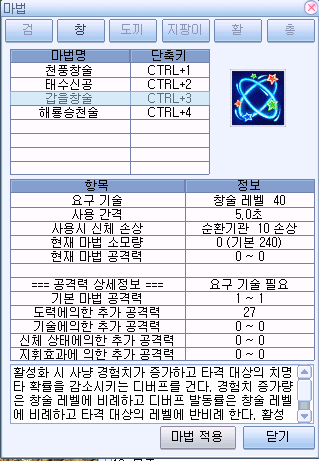 마법
검 창 도끼 지팡이 활 총
마법명 단축키
천풍창술 CTRL+1
태수신공 CTRL+2
갑을창술 CTRL+3
해룡승천술 CTRL+4
항목 정보
요구 기술 창술 레벨 40
사용 간격 5,0초
사용시 신체 손상 순환기관 10 손상
현재 마법 소모량 0 (기본 240)
현재 마법 공격력 0 ~ 0
=== 공격력 상세정보 === 요구 기술 필요
기본 마법 공격력 1 ~ 1
도력에의한 추가 공격력 27
기술에의한 추가 공격력 0 ~ 0
신체 상태에의한 추가 공격력 0 ~ 0
지휘효과에 의한 추가 공격력 0 ~ 0
활성화 시 사냥 경험치가 증가하고 타격 대상의 치명
타 확률을 감소시키는 디버프를 건다. 경험치 증가량
은 창술 레벨에 비례하고 디버프 발동률은 창술 레벨
에 비례하고 타격 대상의 레벨에 반비례 한다. 활성
마법 적용 닫기